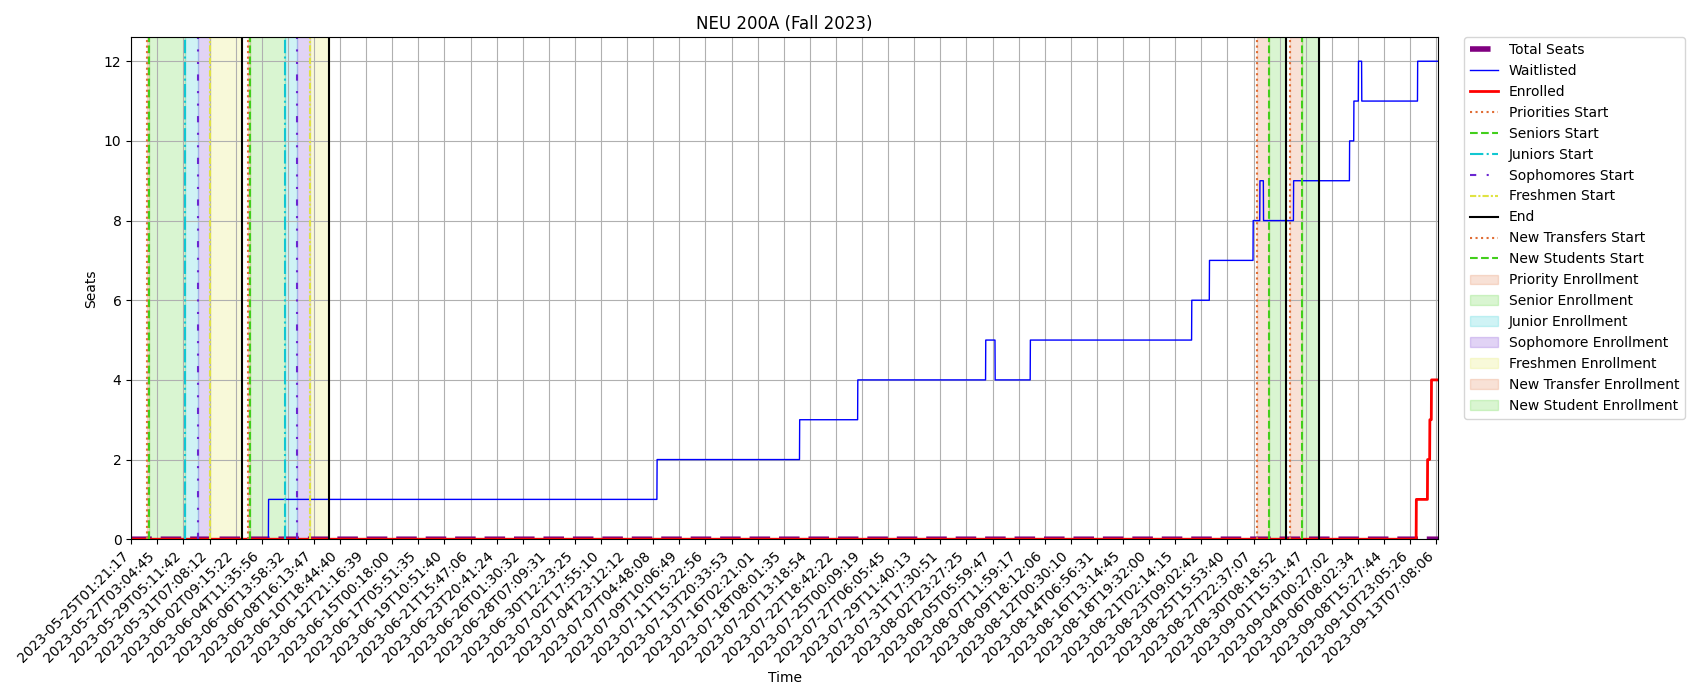 NEU 200A (Fall 2023)
Seats
12
10
8
6
4
2
0
2023-05-25T01:21:17
2023-05-27T03:04:45
2023-05-29T05:11:42
2023-05-31T07:08:12
2023-06-02T09:15:22
2023-06-04T11:35:56
2023-06-06T13:58:32
2023-06-08T16:13:47
2023-06-10T18:44:40
2023-06-12T21:16:39
2023-06-15T00:18:00
2023-06-17T05:51:35
2023-06-19T10:51:40
2023-06-21T15:47:06
2023-06-23T20:41:24
2023-06-26T01:30:32
2023-06-28T07:09:31
2023-06-30T12:23:25
2023-07-02T17:55:10
2023-07-04T23:12:12
2023-07-07T04:48:08
2023-07-09T10:06:49
2023-07-11T15:22:56
2023-07-13T20:33:53
2023-07-16T02:21:01
2023-07-18T08:01:35
2023-07-20T13:18:54
2023-07-22T18:42:22
2023-07-25T00:09:19
2023-07-27T06:05:45
2023-07-29T11:40:13
2023-07-31T17:30:51
2023-08-02T23:27:25
2023-08-05T05:59:47
2023-08-07T11:59:17
2023-08-09T18:12:06
2023-08-12T00:30:10
2023-08-14T06:56:31
2023-08-16T13:14:45
2023-08-18T19:32:00
2023-08-21T02:14:15
2023-08-23T09:02:42
2023-08-25T15:53:40
2023-08-27T22:37:07
2023-08-30T08:18:52
2023-09-01T15:31:47
2023-09-04T00:27:02
2023-09-06T08:02:34
2023-09-08T15:27:44
2023-09-10T23:05:26
2023-09-13T07:08:06
Time
Total Seats
Waitlisted
Enrolled
Priorities Start
Seniors Start
Juniors Start
Sophomores Start
Freshmen Start
End
New Transfers Start
New Students Start
Priority Enrollment
Senior Enrollment
Junior Enrollment
Sophomore Enrollment
Freshmen Enrollment
New Transfer Enrollment
New Student Enrollment